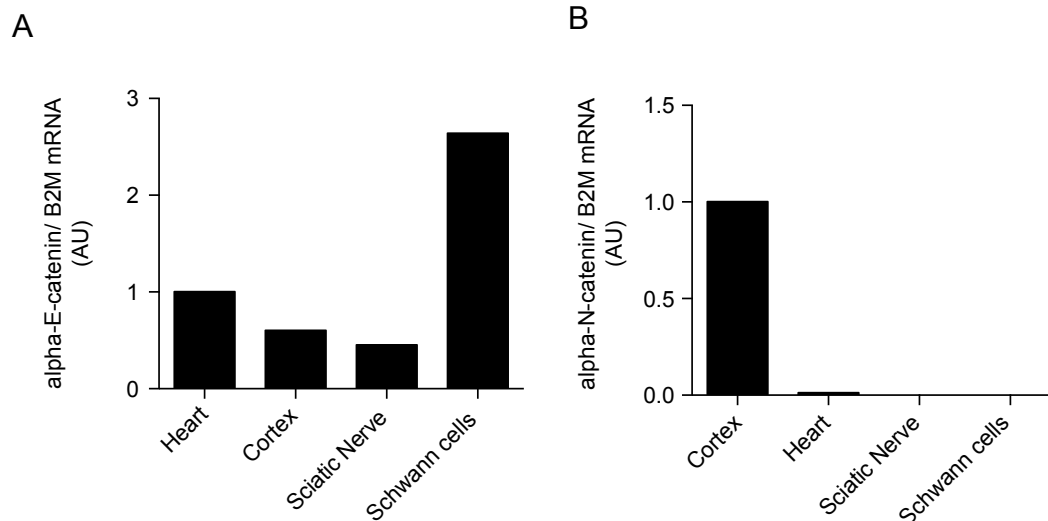 A
alpha-E-catenin/ B2M mRNA
(AU)
3
2
1
0
Heart
Cortex
Sciatic Nerve
Schwann cells
B
alpha-N-catenin/ B2M mRNA
(AU)
1.5
1.0
0.5
0.0
Cortex
Heart
Sciatic Nerve
Schwann cells